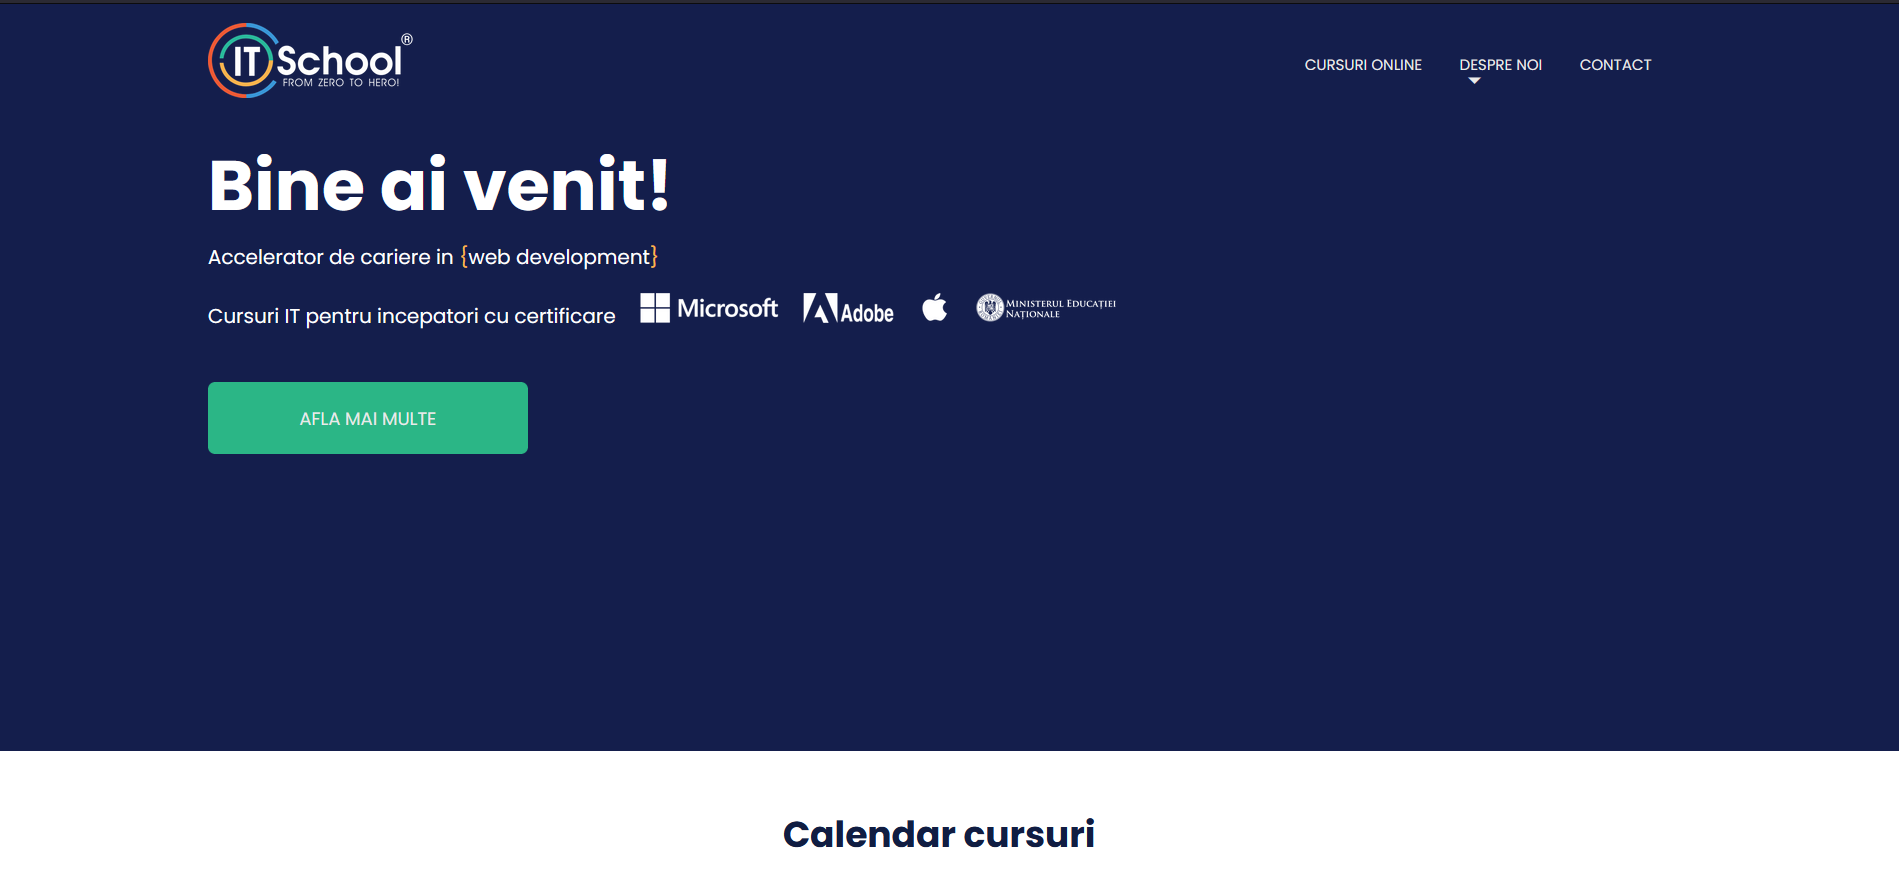 IT School®
FROM ZERO TO HERO!
CURSURI ONLINE
DESPRE NOI
CONTACT
Bine ai venit!
Accelerator de cariere in {web development}
Cursuri IT pentru incepatori cu certificare
Microsoft
Adobe
MINISTERUL EDUCAȚIEI
NAȚIONALE
AFLA MAI MULTE
Calendar cursuri